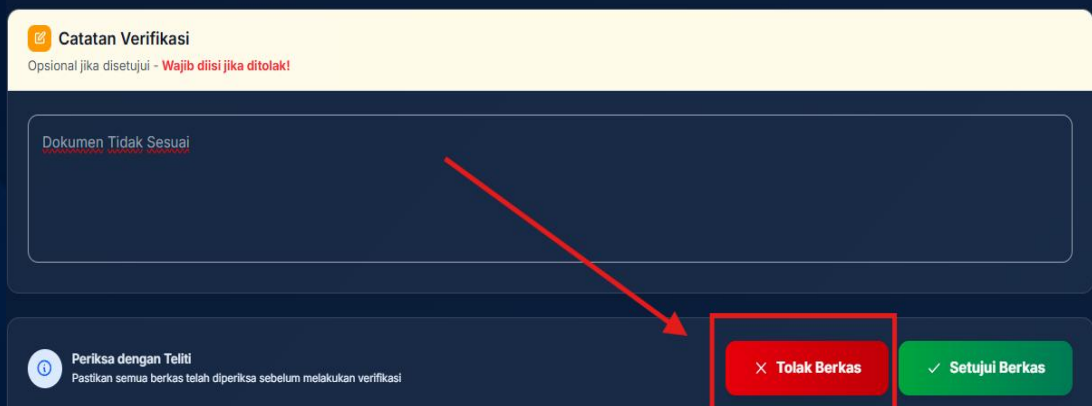 Catatan Verifikasi
Opsional jika disetujui - Wajib diisi jika ditolak!
Dokumen Tidak Sesuai
Periksa dengan Teliti
Pastikan semua berkas telah diperiksa sebelum melakukan verifikasi
Tolak Berkas
Setujui Berkas